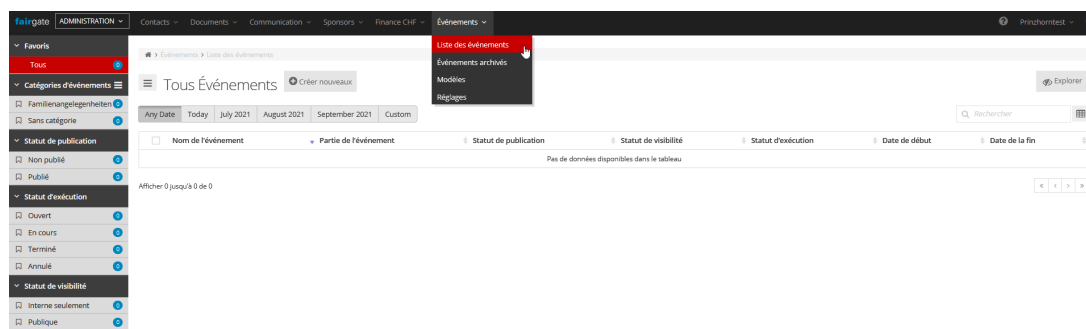 fairgate ADMINISTRATION Contacts Documents Communication Sponsors Finance CHF Événements Prinzhorntest
Favoris
Tous 0
Catégories d'événements
Familienangelegenheiten 0
Sans catégorie 0
Statut de publication
Non publié 0
Publié 0
Statut d'exécution
Ouvert 0
En cours 0
Terminé 0
Annulé 0
Statut de visibilité
Interne seulement 0
Publique 0
Liste des événements
Événements archivés
Modèles
Réglages
> Événements > Liste des événements
Tous Événements Créer nouveaux Explorer
Any Date Today July 2021 August 2021 September 2021 Custom Rechercher
Nom de l'événement Partie de l'événement Statut de publication Statut de visibilité Statut d'exécution Date de début Date de la fin
Pas de données disponibles dans le tableau
Afficher 0 jusqu'à 0 de 0 « < > »